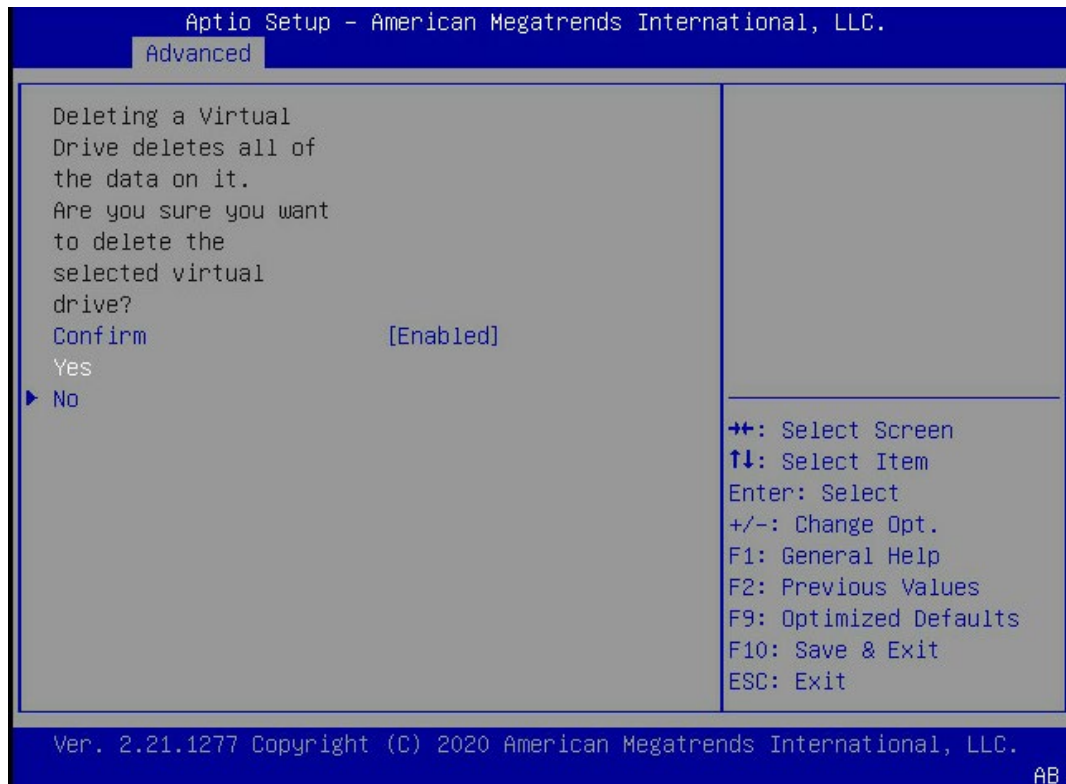 Aptio Setup – American Megatrends International, LLC.
Advanced
Deleting a Virtual
Drive deletes all of
the data on it.
Are you sure you want
to delete the
selected virtual
drive?
Confirm [Enabled]
Yes
► No
→←: Select Screen
↑↓: Select Item
Enter: Select
+/-: Change Opt.
F1: General Help
F2: Previous Values
F9: Optimized Defaults
F10: Save & Exit
ESC: Exit
Ver. 2.21.1277 Copyright (C) 2020 American Megatrends International, LLC.
AB